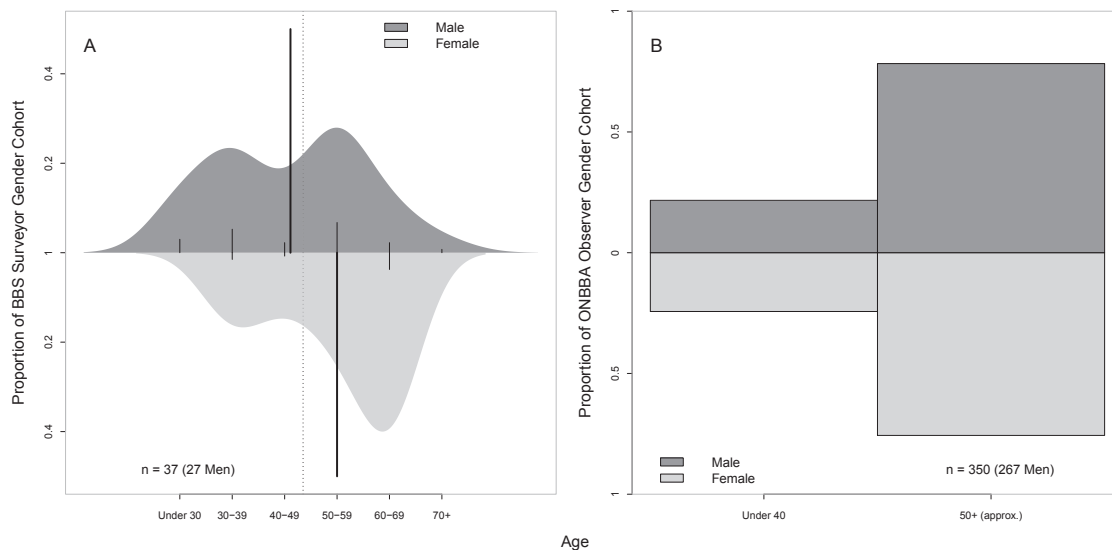 A
Male
Female
Proportion of BBS Surveyor Gender Cohort
0.4
0.2
1
0.2
0.4
n = 37 (27 Men)
Under 30 30−39 40−49 50−59 60−69 70+
B
Proportion of ONBBA Observer Gender Cohort
1
0.5
0
0.5
1
Male
Female
n = 350 (267 Men)
Under 40 50+ (approx.)
Age